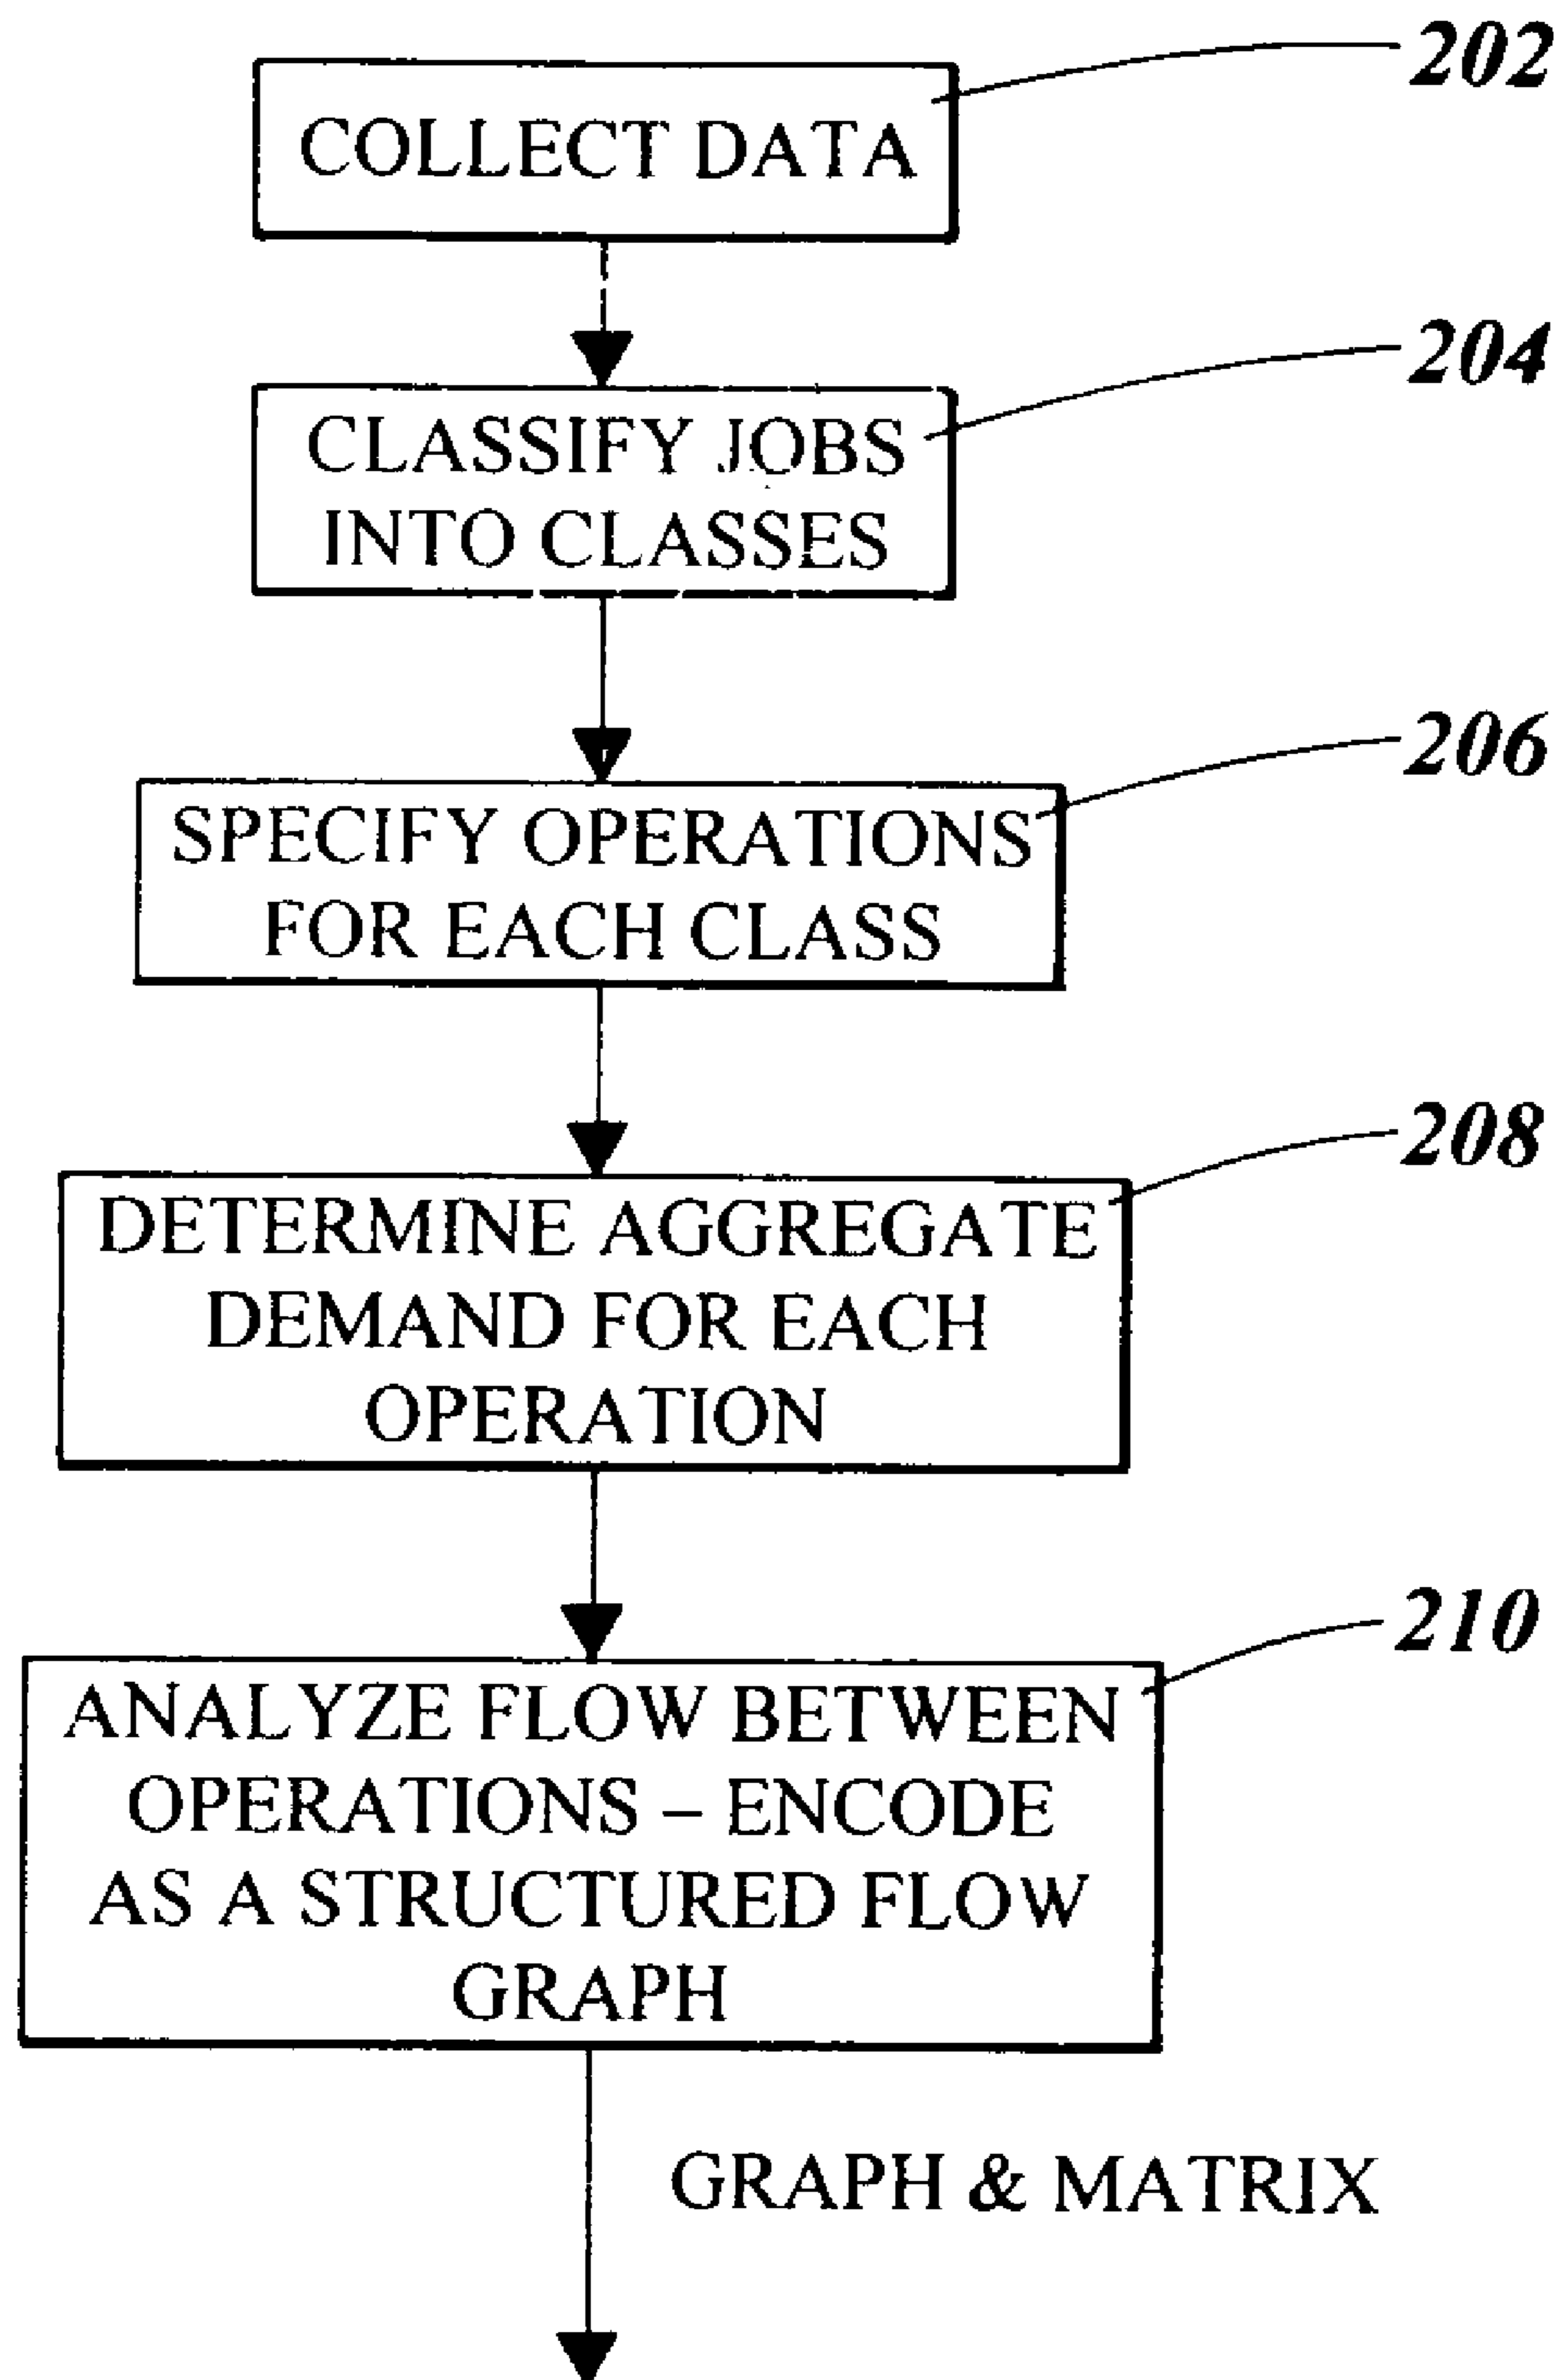 202
COLLECT DATA
204
CLASSIFY JOBS
INTO CLASSES
206
SPECIFY OPERATIONS
FOR EACH CLASS
208
DETERMINE AGGREGATE
DEMAND FOR EACH
OPERATION
210
ANALYZE FLOW BETWEEN
OPERATIONS – ENCODE
AS A STRUCTURED FLOW
GRAPH
GRAPH & MATRIX